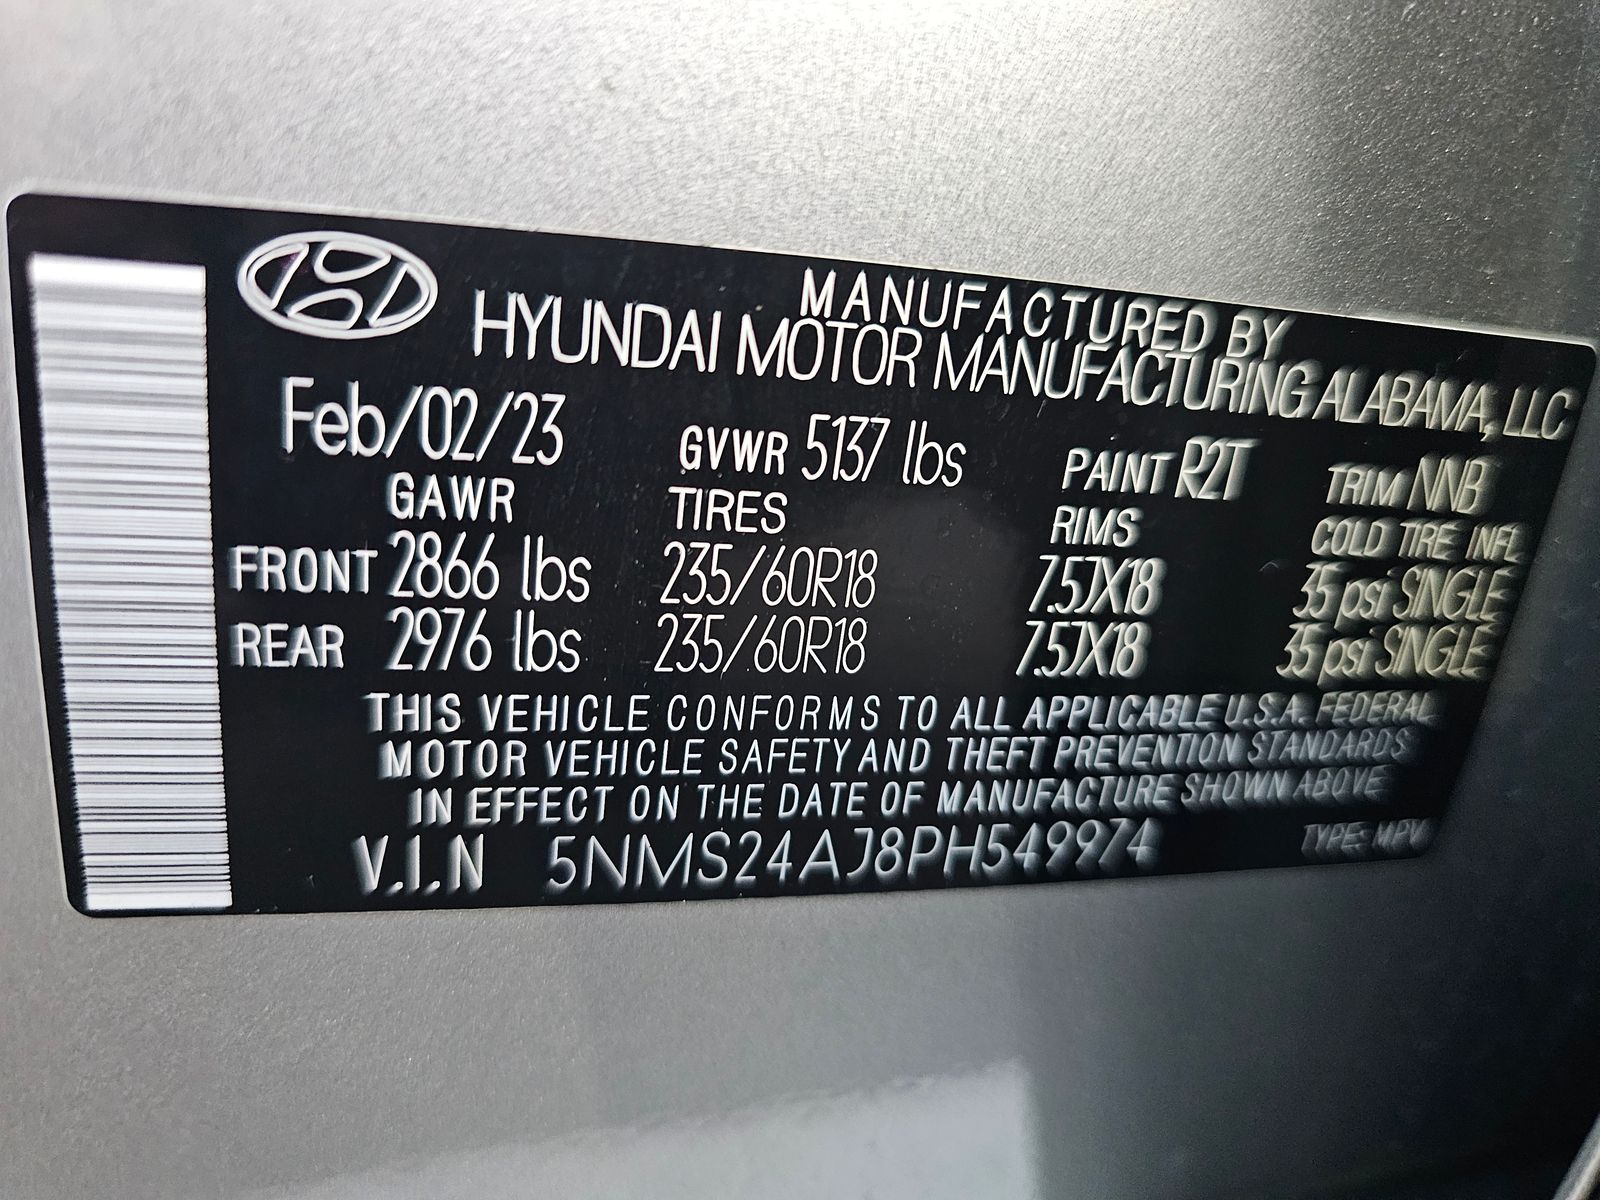 MANUFACTURED BY
HYUNDAI MOTOR MANUFACTURING ALABAMA, LLC
Feb/02/23 GVWR 5137 lbs PAINT R2T TRIM NNB
GAWR TIRES RIMS COLD TIRE INFL
FRONT 2866 lbs 235/60R18 7.5JX18 35 psi SINGLE
REAR 2976 lbs 235/60R18 7.5JX18 35 psi SINGLE
THIS VEHICLE CONFORMS TO ALL APPLICABLE U.S.A. FEDERAL
MOTOR VEHICLE SAFETY AND THEFT PREVENTION STANDARDS
IN EFFECT ON THE DATE OF MANUFACTURE SHOWN ABOVE
V.I.N 5NMS24AJ8PH549974 TYPE: MPV